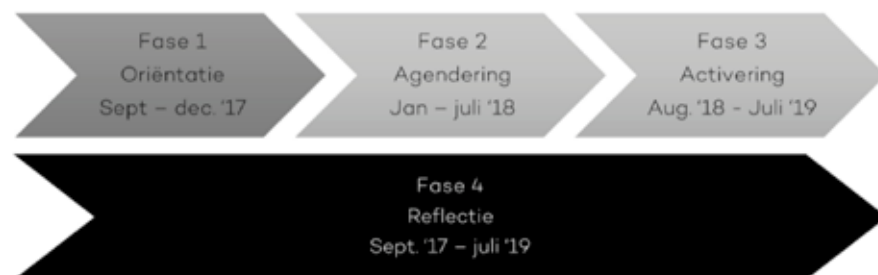 Fase 1
Oriëntatie
Sept – dec. ‘17
Fase 2
Agendering
Jan – juli ‘18
Fase 3
Activering
Aug. ‘18 - Juli ‘19
Fase 4
Reflectie
Sept. ‘17 – juli ‘19